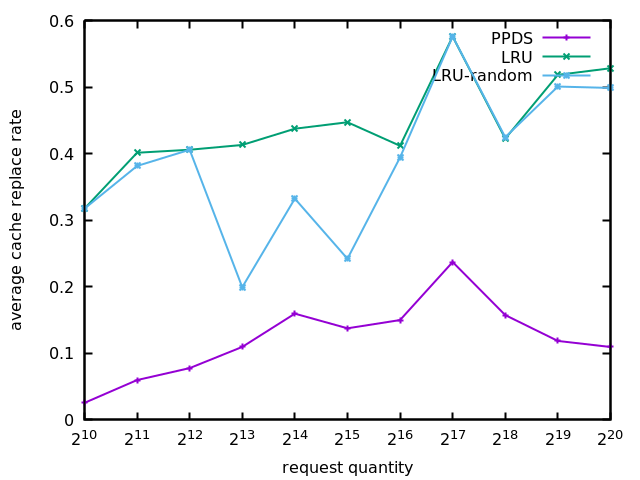 0.6
0.5
0.4
0.3
0.2
0.1
0
average cache replace rate
PPDS
LRU
LRU-random
2^10 2^11 2^12 2^13 2^14 2^15 2^16 2^17 2^18 2^19 2^20
request quantity